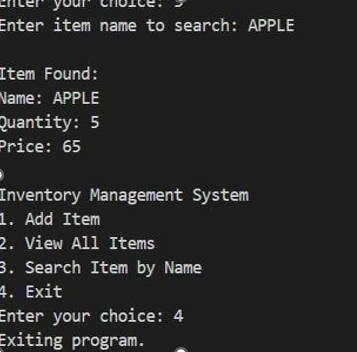 Enter your choice: 3
Enter item name to search: APPLE
Item Found:
Name: APPLE
Quantity: 5
Price: 65
Inventory Management System
1. Add Item
2. View All Items
3. Search Item by Name
4. Exit
Enter your choice: 4
Exiting program.